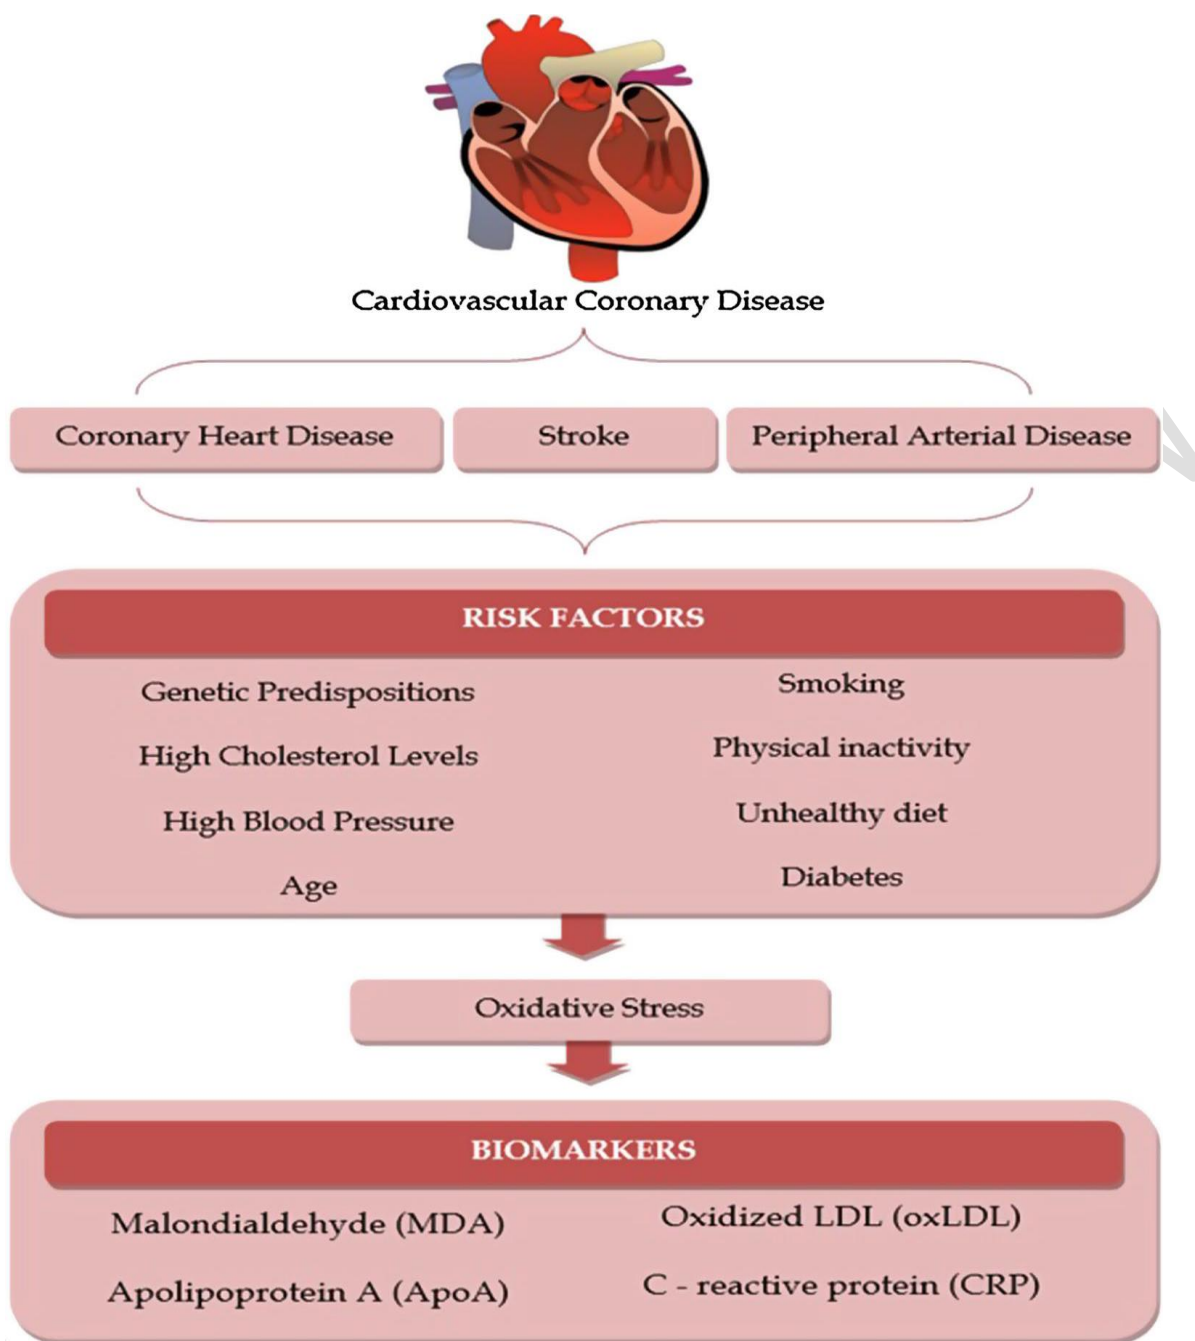 Cardiovascular Coronary Disease
Coronary Heart Disease
Stroke
Peripheral Arterial Disease
RISK FACTORS
Genetic Predispositions
High Cholesterol Levels
High Blood Pressure
Age
Smoking
Physical inactivity
Unhealthy diet
Diabetes
Oxidative Stress
BIOMARKERS
Malondialdehyde (MDA)
Apolipoprotein A (ApoA)
Oxidized LDL (oxLDL)
C - reactive protein (CRP)